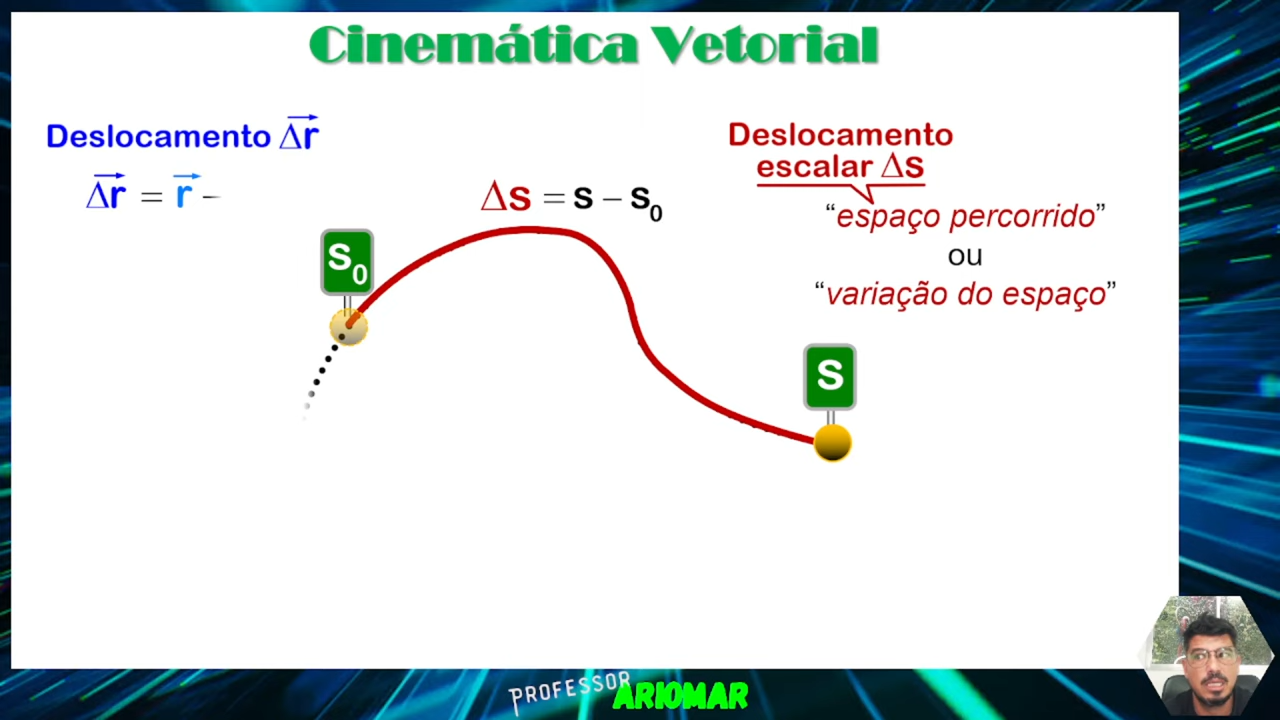 Cinemática Vetorial
Deslocamento Δr⃗
Δr⃗ = r⃗ –
Deslocamento
escalar Δs
“espaço percorrido”
ou
“variação do espaço”
Δs = s – s₀
S₀
S
PROFESSOR ARIOMAR